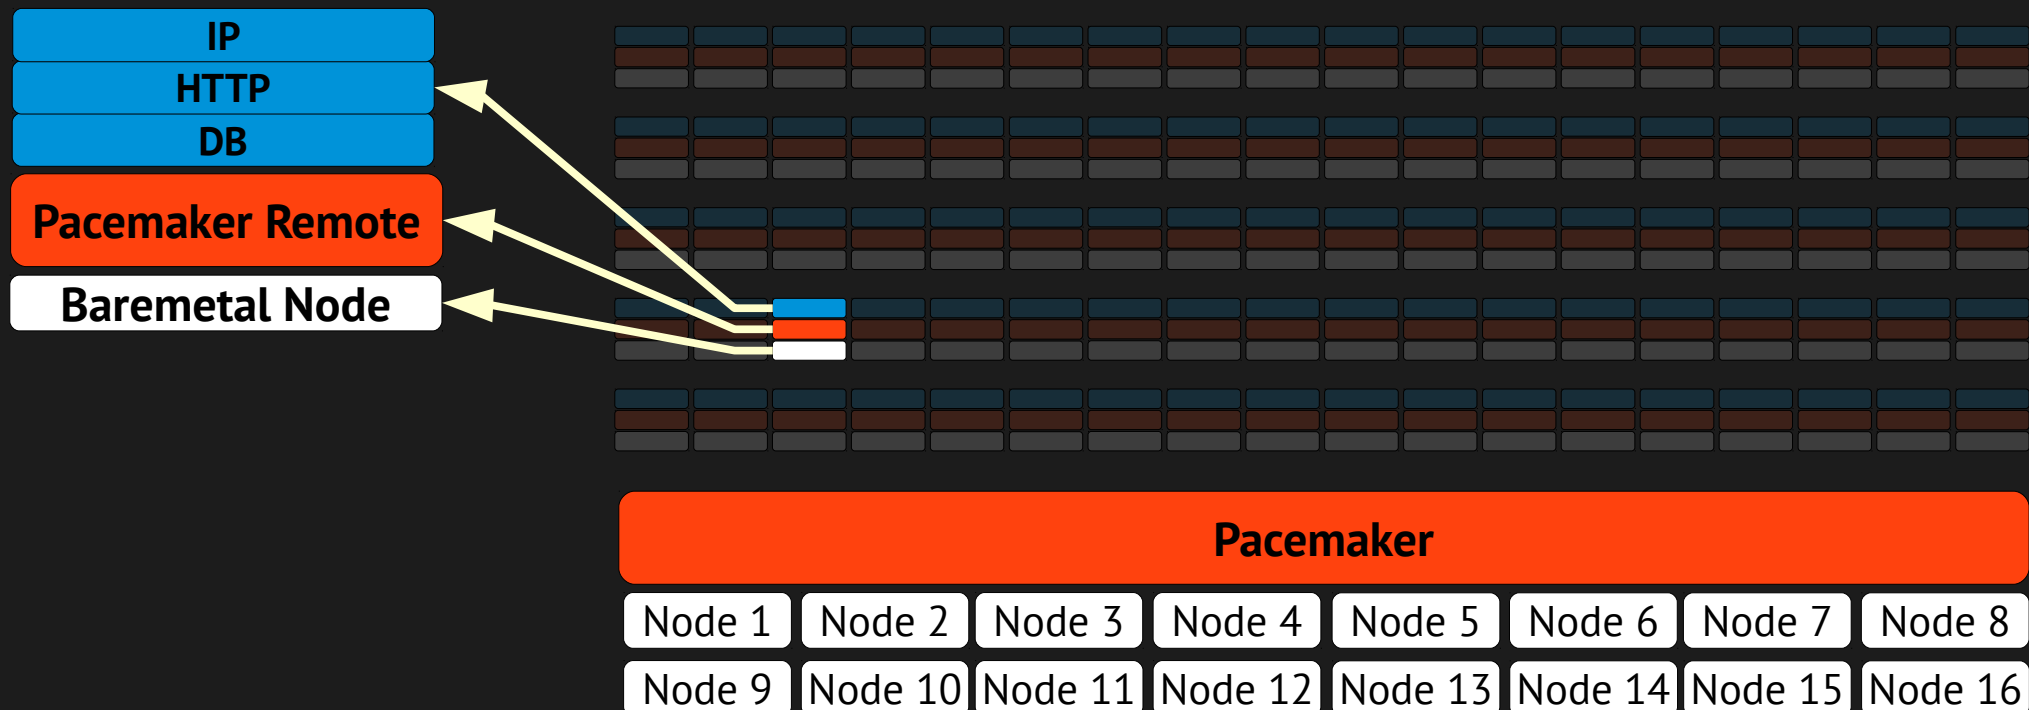 IP
HTTP
DB
Pacemaker Remote
Baremetal Node
Pacemaker
Node 1 Node 2 Node 3 Node 4 Node 5 Node 6 Node 7 Node 8
Node 9 Node 10 Node 11 Node 12 Node 13 Node 14 Node 15 Node 16